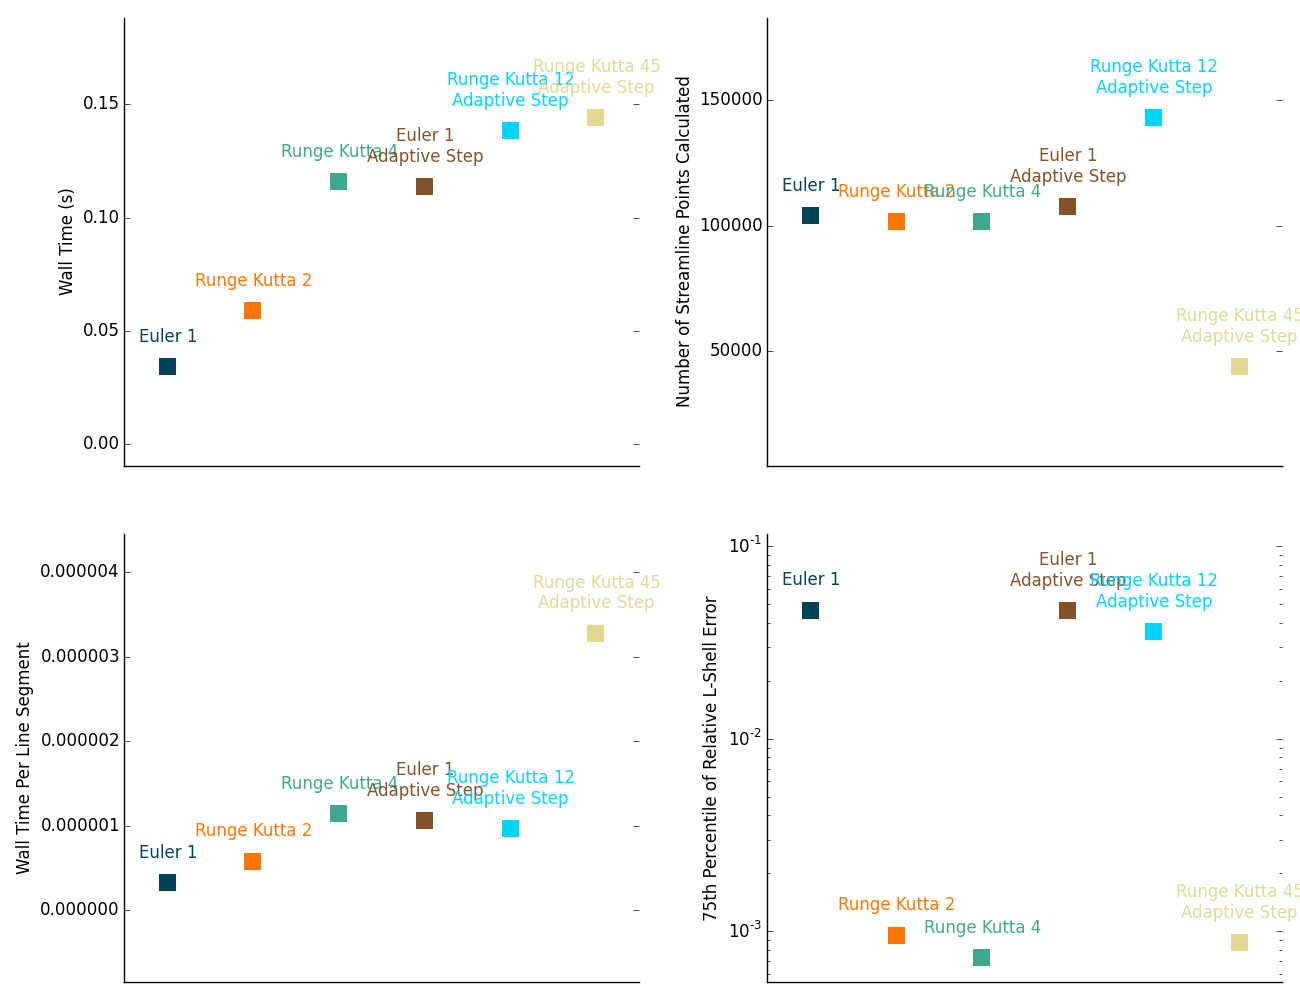 Runge Kutta 45
Adaptive Step
Runge Kutta 12
Adaptive Step
Euler 1
Adaptive Step
Runge Kutta 4
Runge Kutta 2
Euler 1
0.15
0.10
0.05
0.00
Wall Time (s)
Runge Kutta 12
Adaptive Step
Euler 1
Adaptive Step
Euler 1
Runge Kutta 2
Runge Kutta 4
Runge Kutta 45
Adaptive Step
150000
100000
50000
Number of Streamline Points Calculated
Runge Kutta 45
Adaptive Step
Euler 1
Adaptive Step
Runge Kutta 12
Adaptive Step
Runge Kutta 4
Runge Kutta 2
Euler 1
0.000004
0.000003
0.000002
0.000001
0.000000
Wall Time Per Line Segment
Euler 1
Adaptive Step
Euler 1
Runge Kutta 12
Adaptive Step
Runge Kutta 45
Adaptive Step
Runge Kutta 2
Runge Kutta 4
10^-1
10^-2
10^-3
75th Percentile of Relative L-Shell Error